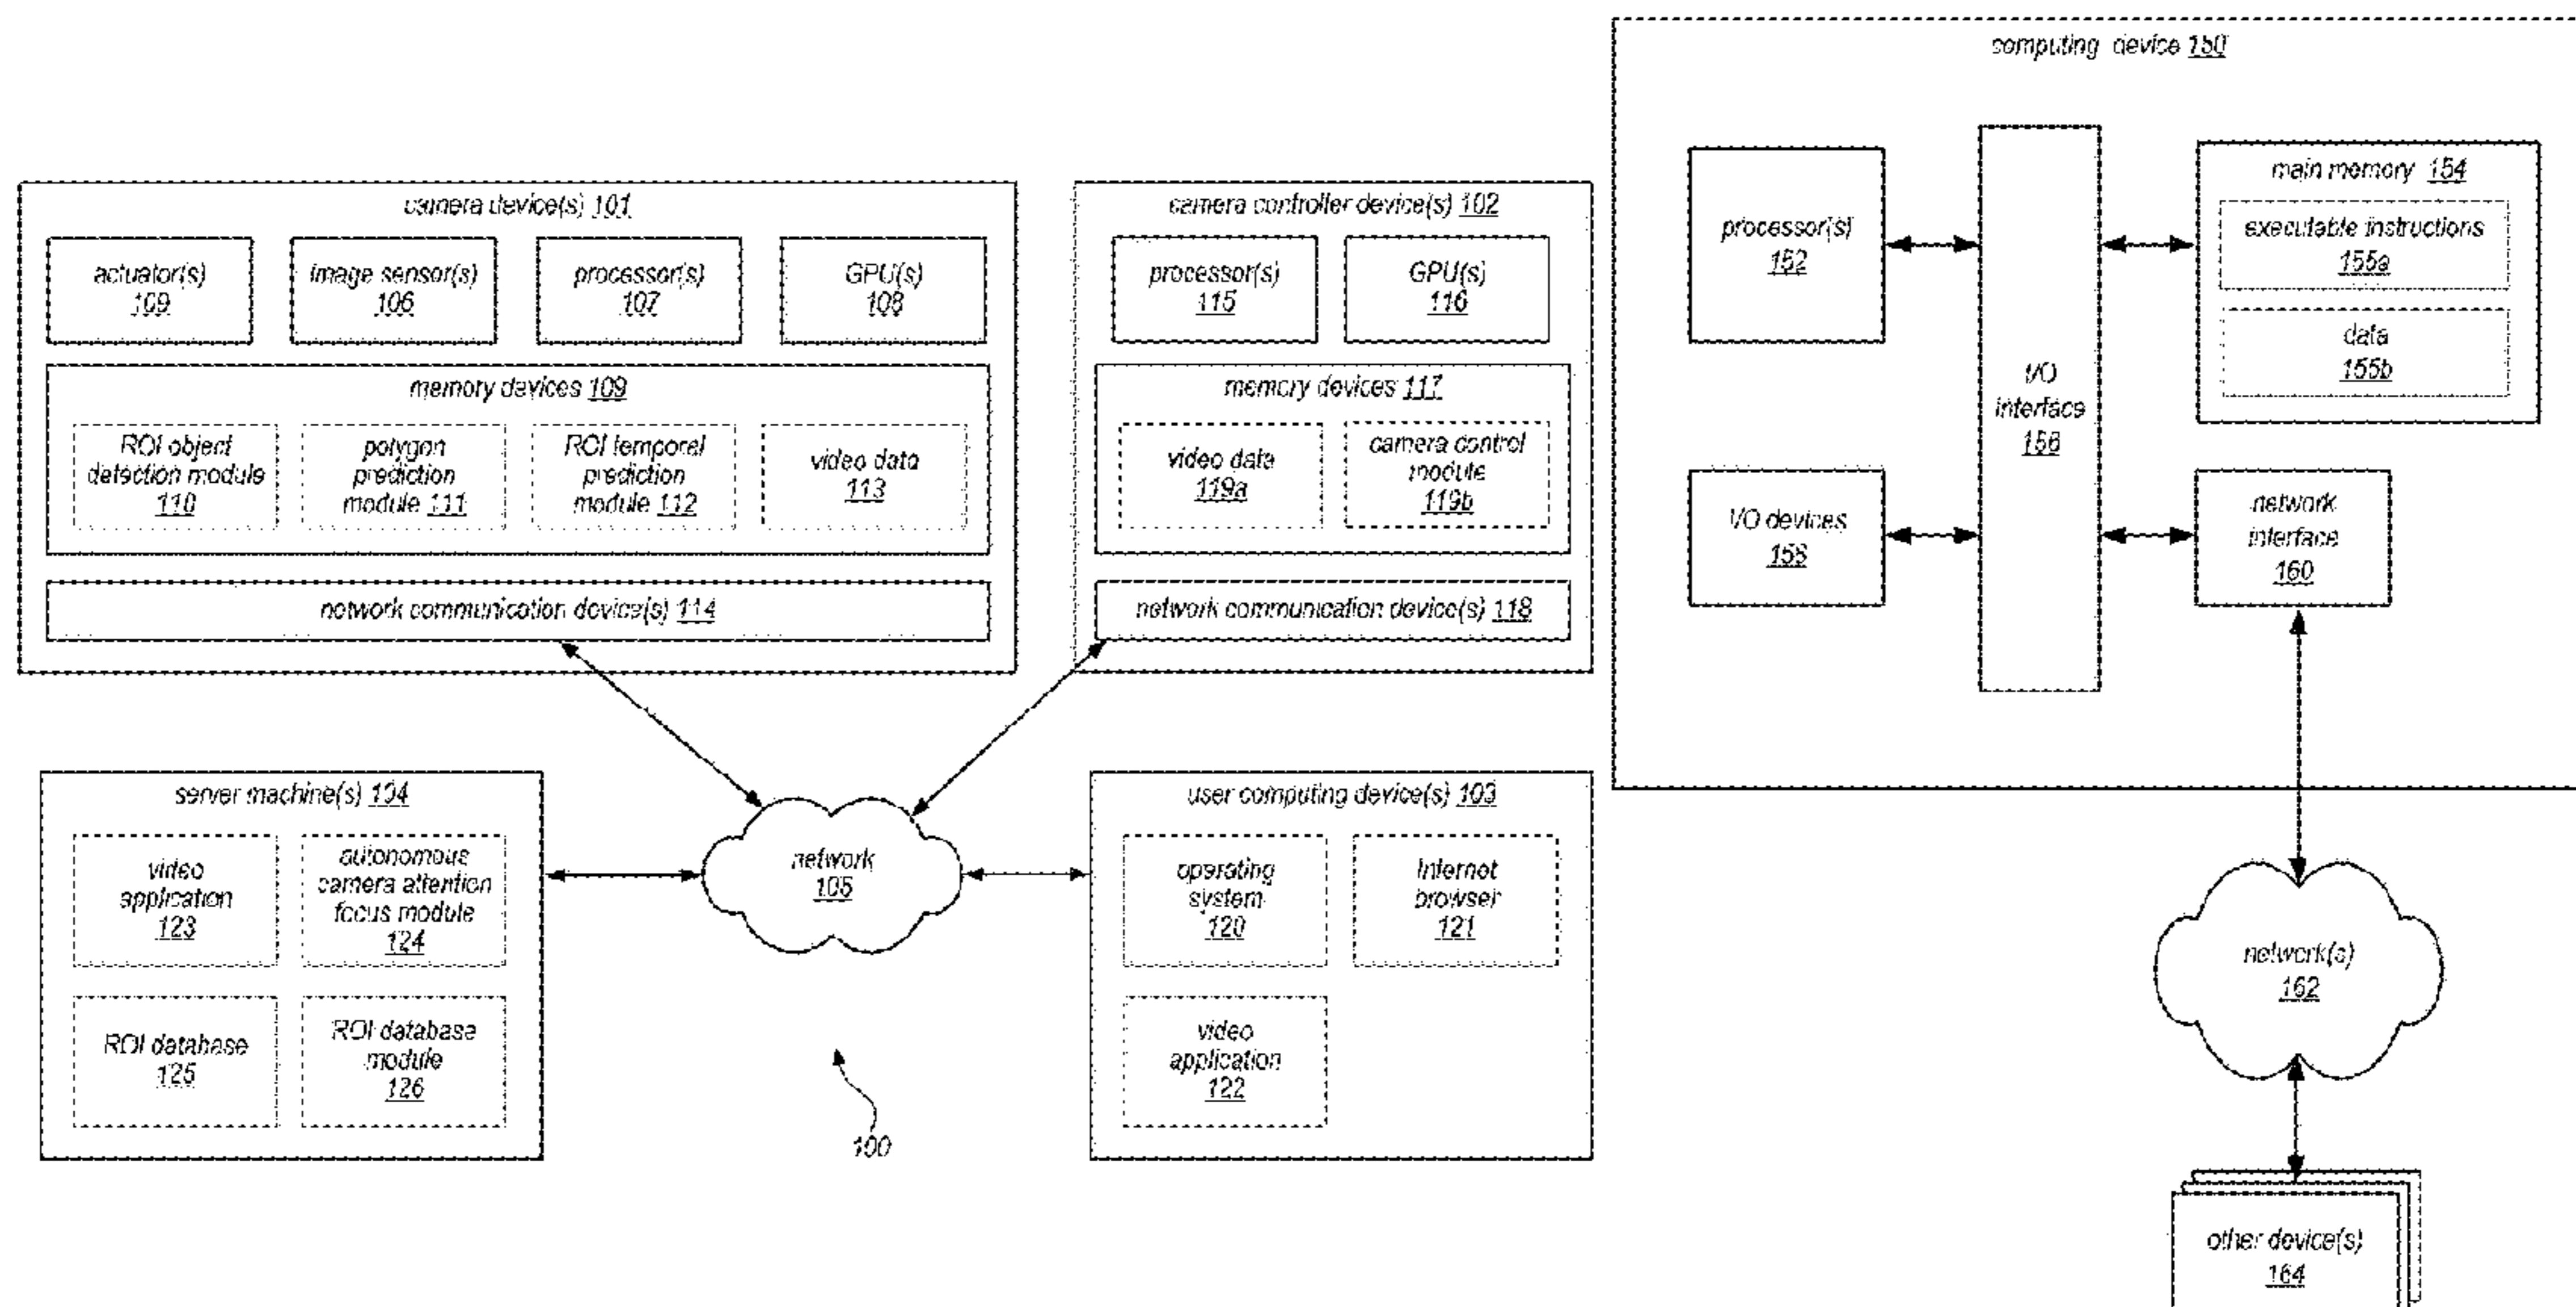 camera device(s) 101
actuator(s)
109
image sensor(s)
106
processor(s)
107
GPU(s)
108
memory devices 109
ROI object
detection module
110
polygon
prediction
module 111
ROI temporal
prediction
module 112
video data
113
network communication device(s) 114
camera controller device(s) 102
processor(s)
115
GPU(s)
116
memory devices 117
video data
119a
camera control
module
119b
network communication device(s) 118
server machine(s) 104
video
application
123
autonomous
camera attention
focus module
124
ROI database
125
ROI database
module
126
network
105
100
user computing device(s) 103
operating
system
120
Internet
browser
121
video
application
122
computing device 150
processor(s)
152
I/O
interface
156
main memory 154
executable instructions
155a
data
155b
I/O devices
158
network
interface
160
network(s)
162
other device(s)
164